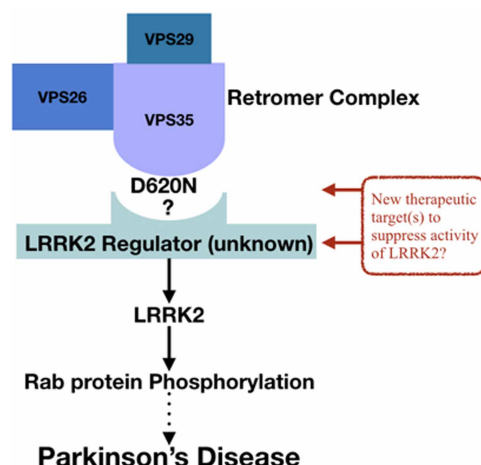 VPS29
VPS26
VPS35
Retromer Complex
D620N
?
LRRK2 Regulator (unknown)
New therapeutic
target(s) to
suppress activity
of LRRK2?
LRRK2
Rab protein Phosphorylation
Parkinson's Disease